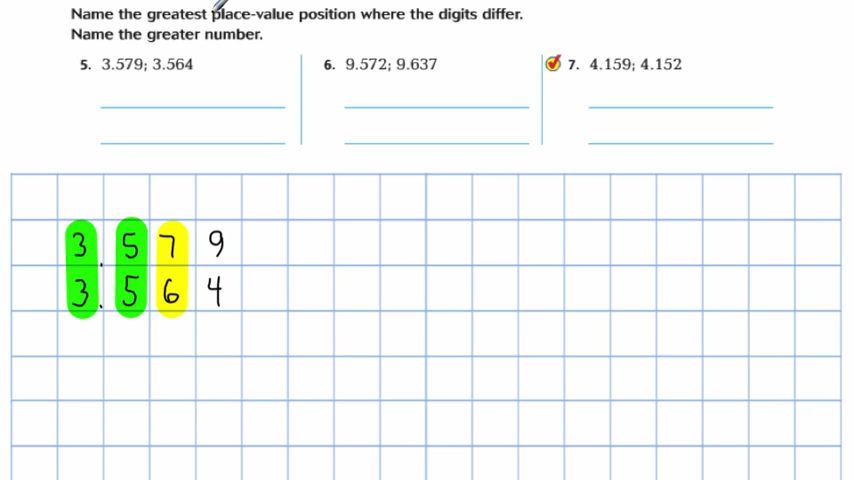 Name the greatest place-value position where the digits differ.
Name the greater number.
5. 3.579; 3.564
6. 9.572; 9.637
7. 4.159; 4.152
3.579
3.564